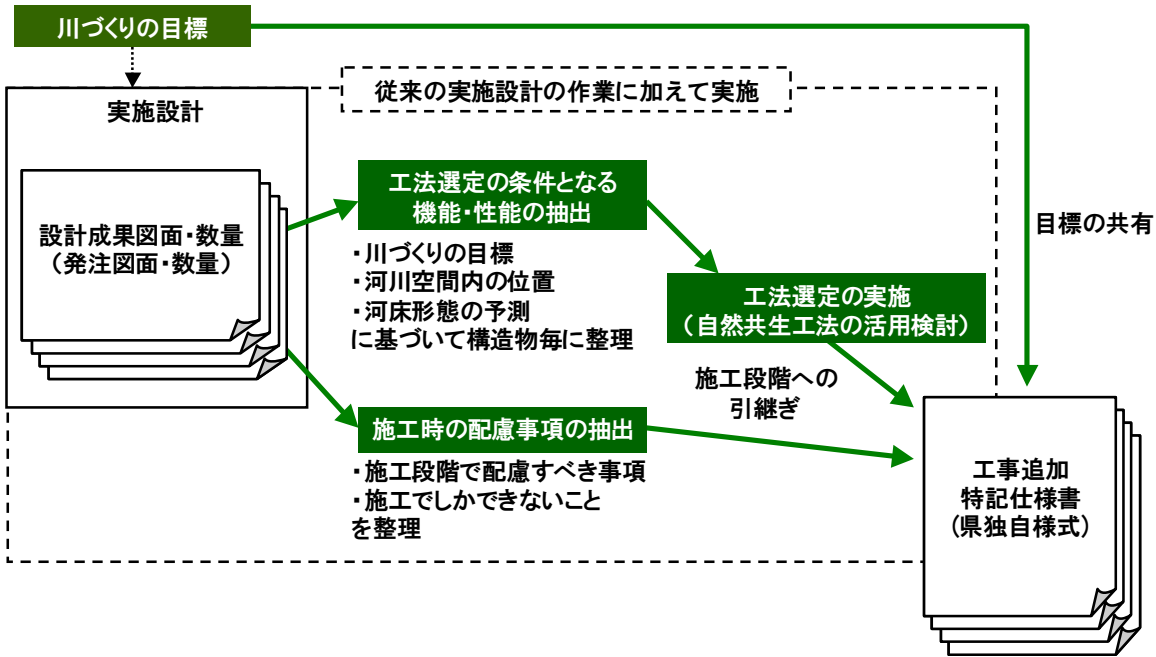 川づくりの目標
従来の実施設計の作業に加えて実施
実施設計
設計成果図面・数量
（発注図面・数量）
工法選定の条件となる
機能・性能の抽出
・川づくりの目標
・河川空間内の位置
・河床形態の予測
に基づいて構造物毎に整理
目標の共有
工法選定の実施
（自然共生工法の活用検討）
施工段階への
引継ぎ
施工時の配慮事項の抽出
・施工段階で配慮すべき事項
・施工でしかできないこと
を整理
工事追加
特記仕様書
（県独自様式）